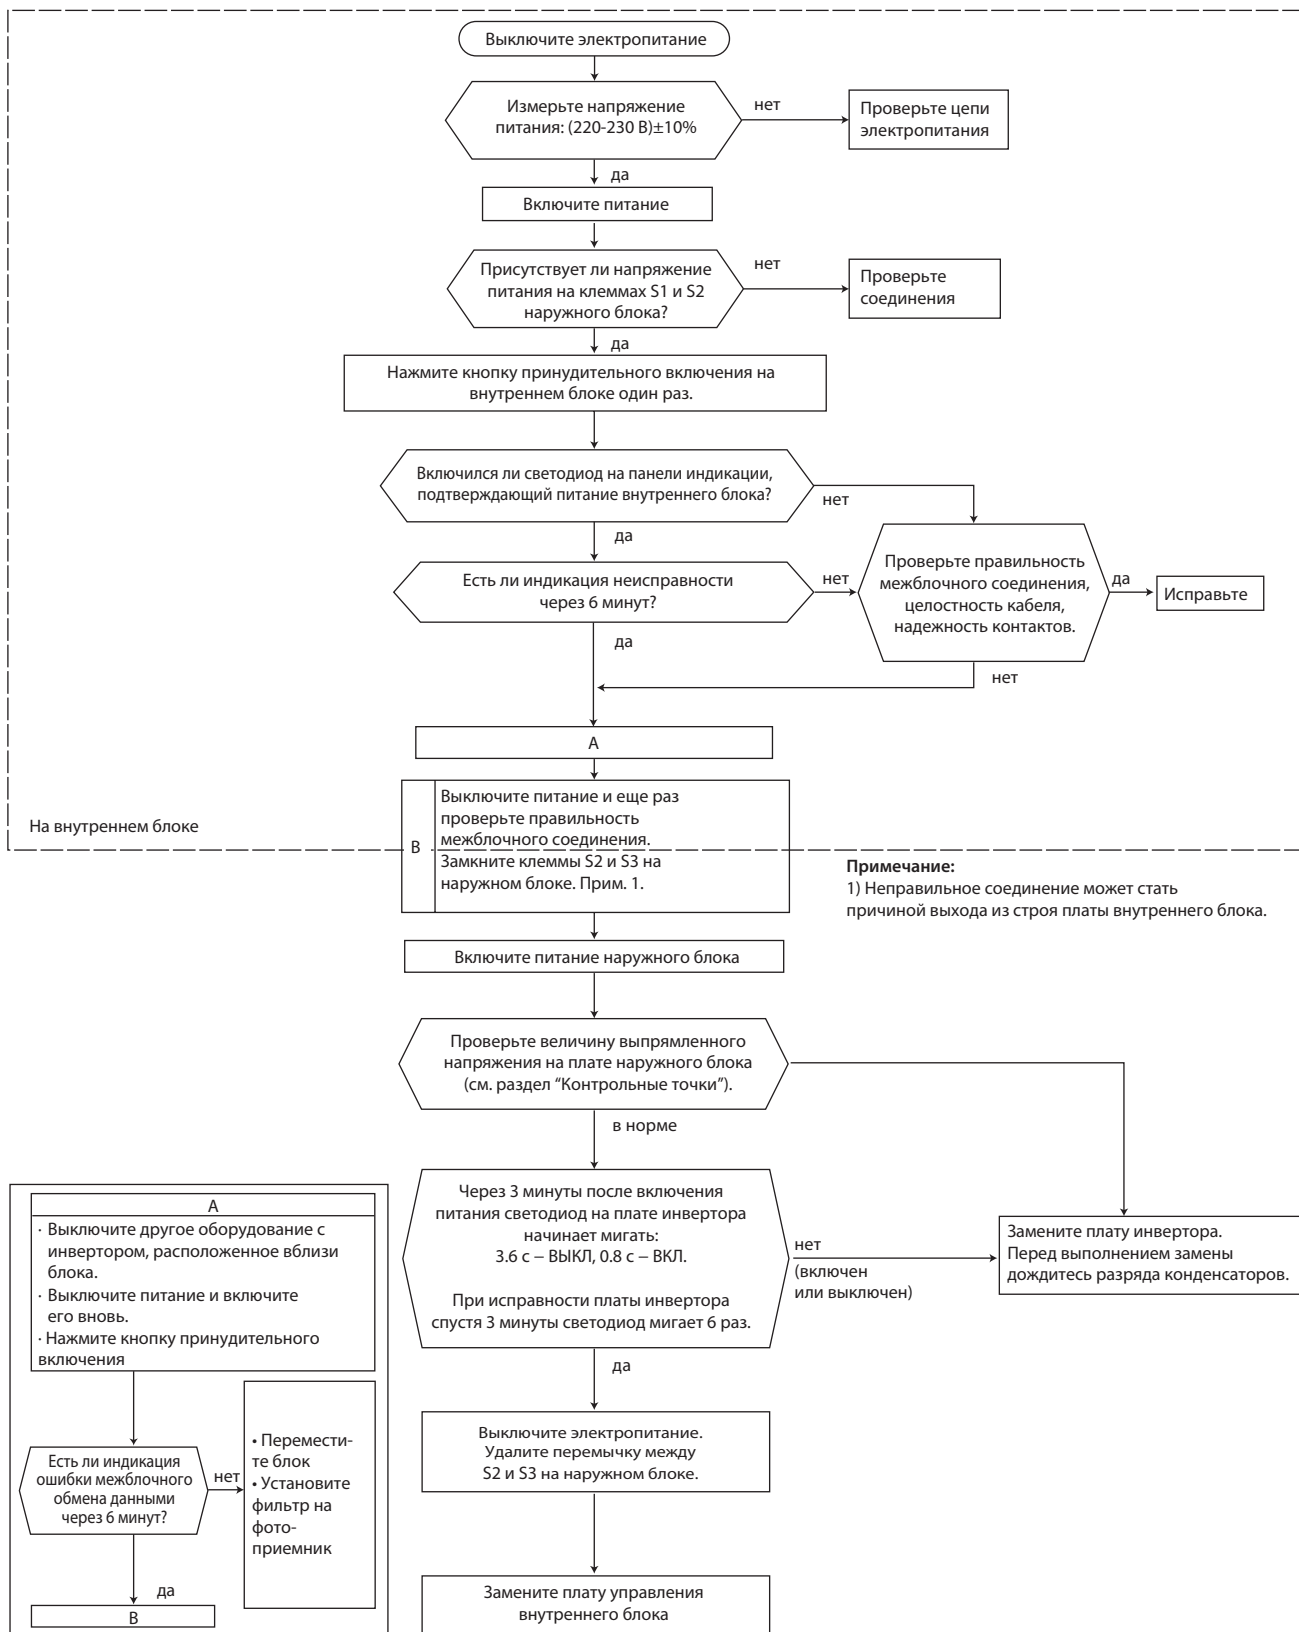 Выключите электропитание
Измерьте напряжение
питания: (220-230 В)±10%
нет
Проверьте цепи
электропитания
да
Включите питание
Присутствует ли напряжение
питания на клеммах S1 и S2
наружного блока?
нет
Проверьте
соединения
да
Нажмите кнопку принудительного включения на
внутреннем блоке один раз.
Включился ли светодиод на панели индикации,
подтверждающий питание внутреннего блока?
нет
да
Есть ли индикация неисправности
через 6 минут?
нет
Проверьте правильность
межблочного соединения,
целостность кабеля,
надежность контактов.
да
Исправьте
да
нет
A
B
Выключите питание и еще раз
проверьте правильность
межблочного соединения.
Замкните клеммы S2 и S3 на
наружном блоке. Прим. 1.
На внутреннем блоке
Примечание:
1) Неправильное соединение может стать
причиной выхода из строя платы внутреннего блока.
Включите питание наружного блока
Проверьте величину выпрямленного
напряжения на плате наружного блока
(см. раздел “Контрольные точки”).
в норме
Через 3 минуты после включения
питания светодиод на плате инвертора
начинает мигать:
3.6 с − ВЫКЛ, 0.8 с − ВКЛ.
При исправности платы инвертора
спустя 3 минуты светодиод мигает 6 раз.
нет
(включен
или выключен)
Замените плату инвертора.
Перед выполнением замены
дождитесь разряда конденсаторов.
да
Выключите электропитание.
Удалите перемычку между
S2 и S3 на наружном блоке.
Замените плату управления
внутреннего блока
A
· Выключите другое оборудование с
инвертором, расположенное вблизи
блока.
· Выключите питание и включите
его вновь.
· Нажмите кнопку принудительного
включения
Есть ли индикация
ошибки межблочного
обмена данными
через 6 минут?
нет
• Перемести-
те блок
• Установите
фильтр на
фото-
приемник
да
B